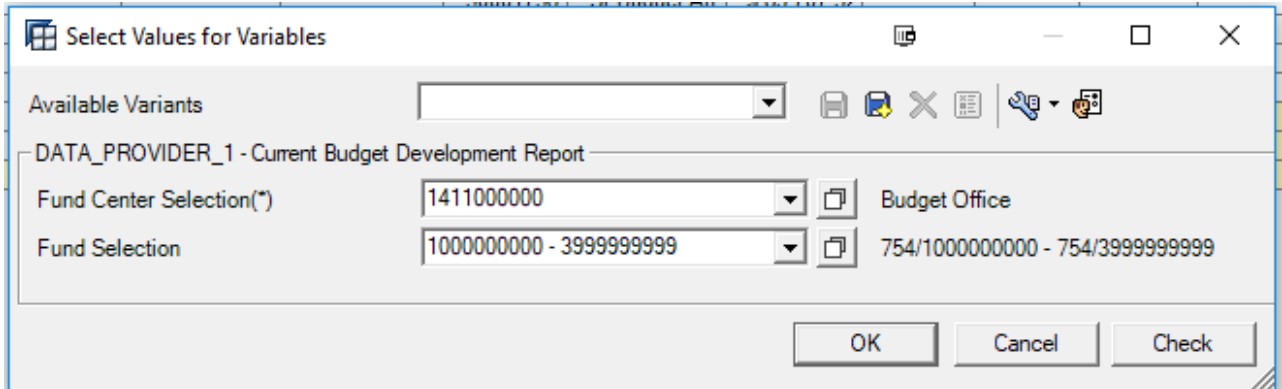 Select Values for Variables
Available Variants
DATA_PROVIDER_1 - Current Budget Development Report
Fund Center Selection(*) 1411000000 Budget Office
Fund Selection 1000000000 - 3999999999 754/1000000000 - 754/3999999999
OK Cancel Check